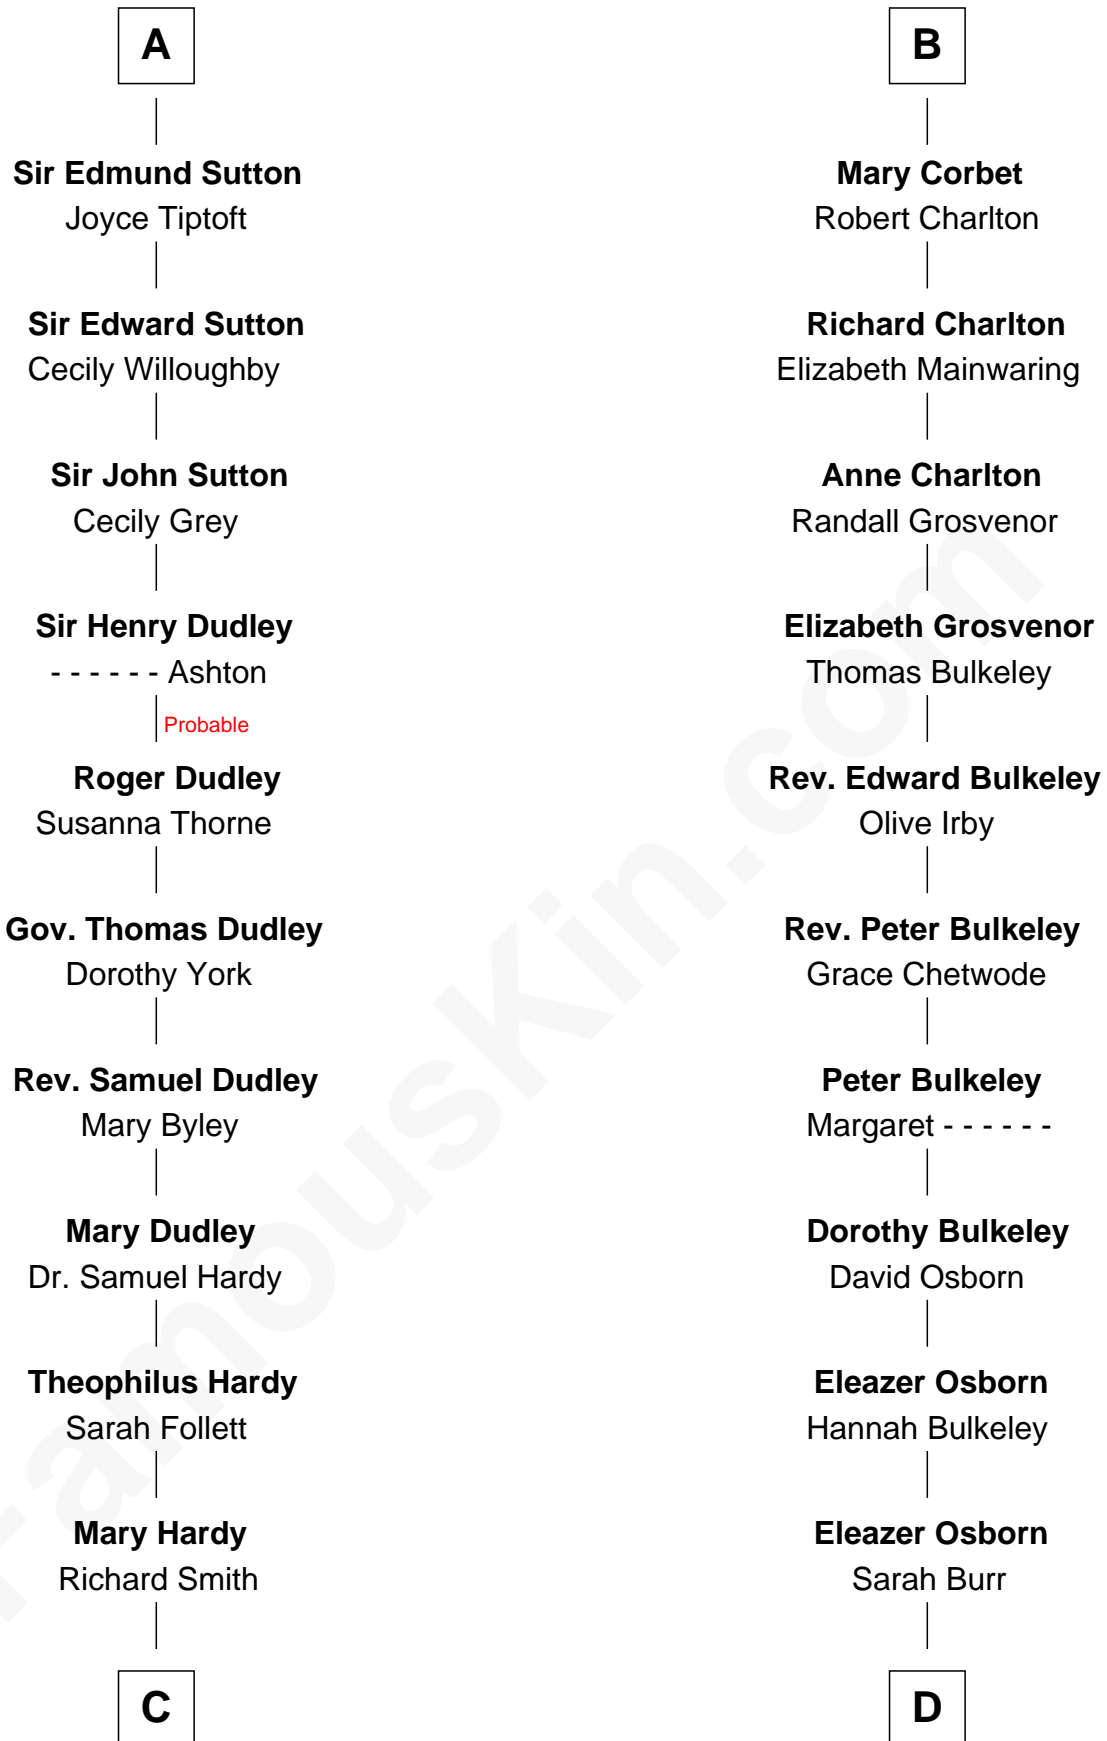 A
Sir Edmund Sutton
Joyce Tiptoft
Sir Edward Sutton
Cecily Willoughby
Sir John Sutton
Cecily Grey
Sir Henry Dudley
- - - - - - Ashton
Probable
Roger Dudley
Susanna Thorne
Gov. Thomas Dudley
Dorothy York
Rev. Samuel Dudley
Mary Byley
Mary Dudley
Dr. Samuel Hardy
Theophilus Hardy
Sarah Follett
Mary Hardy
Richard Smith
C
B
Mary Corbet
Robert Charlton
Richard Charlton
Elizabeth Mainwaring
Anne Charlton
Randall Grosvenor
Elizabeth Grosvenor
Thomas Bulkeley
Rev. Edward Bulkeley
Olive Irby
Rev. Peter Bulkeley
Grace Chetwode
Peter Bulkeley
Margaret - - - - - -
Dorothy Bulkeley
David Osborn
Eleazer Osborn
Hannah Bulkeley
Eleazer Osborn
Sarah Burr
D
FamousKin.com